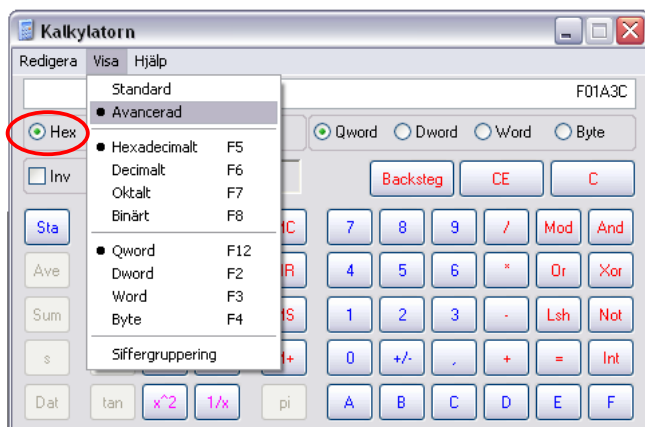 Kalkylatorn
Redigera Visa Hjälp
Standard
F01A3C
Avancerad
Hex
Qword Dword Word Byte
Hexadecimalt F5
Inv
Decimalt F6
Backsteg CE C
Oktalt F7
Binärt F8
Sta
7 8 9 / Mod And
Qword F12
Ave
Dword F2
4 5 6 * Or Xor
Word F3
Sum
Byte F4
1 2 3 - Lsh Not
Siffergruppering
s
0 +/- , + = Int
Dat tan x^2 1/x pi A B C D E F